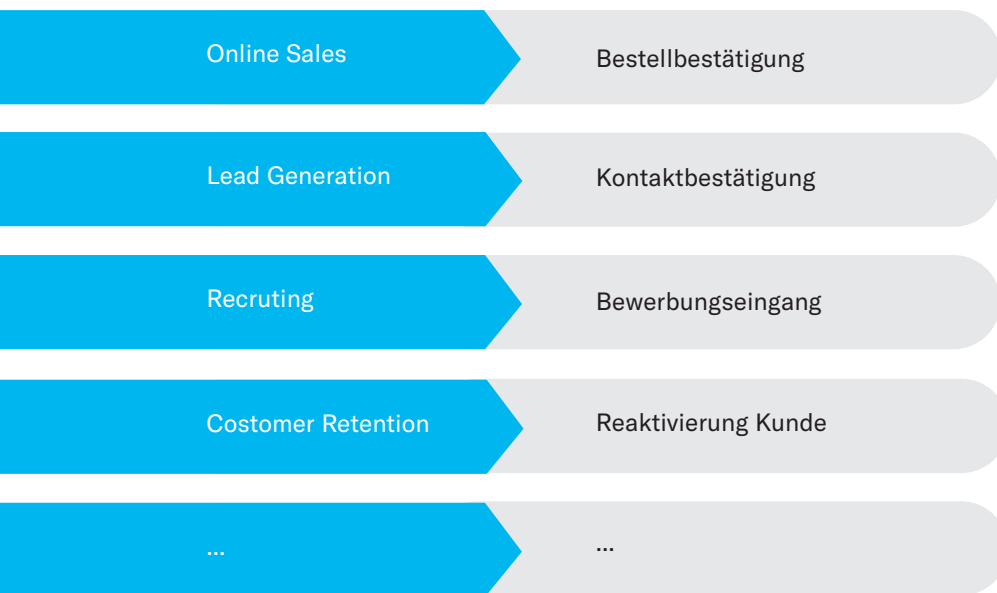 Online Sales
Bestellbestätigung
Lead Generation
Kontaktbestätigung
Recruting
Bewerbungseingang
Costomer Retention
Reaktivierung Kunde
...
...